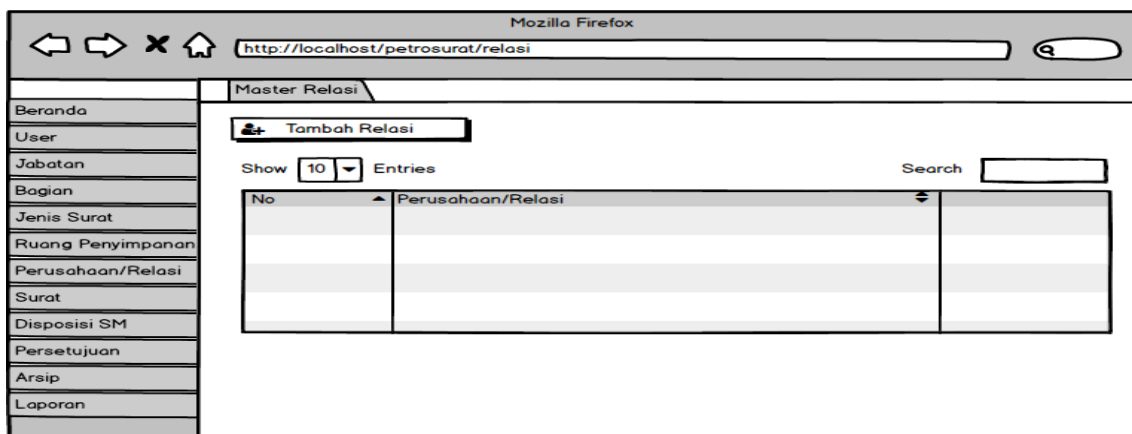 Mozilla Firefox
http://localhost/petrosurat/relasi
Master Relasi
Beranda
User
Jabatan
Bagian
Jenis Surat
Ruang Penyimpanan
Perusahaan/Relasi
Surat
Disposisi SM
Persetujuan
Arsip
Laporan
Tambah Relasi
Show 10 Entries Search
No Perusahaan/Relasi